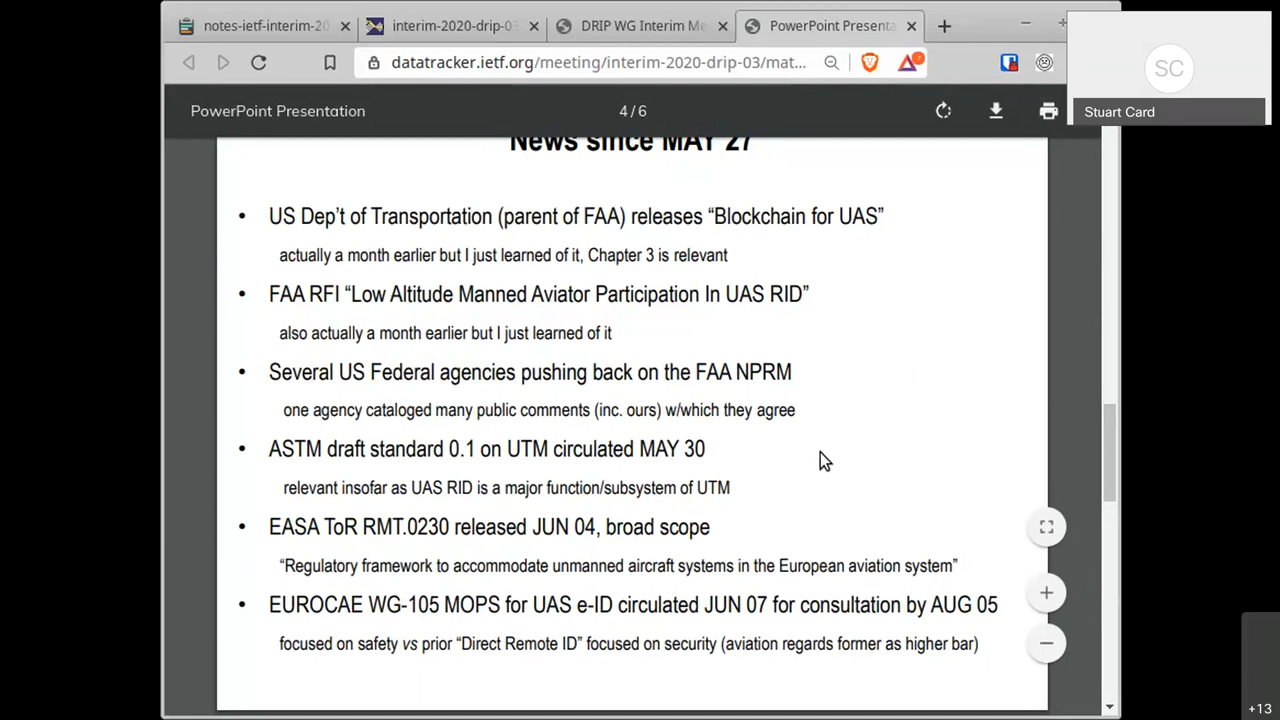 notes-ietf-interim-20
interim-2020-drip-03
DRIP WG Interim Me
PowerPoint Presenta
datatracker.ietf.org/meeting/interim-2020-drip-03/mat...
SC
Stuart Card
PowerPoint Presentation
4 / 6
News since MAY 27
• US Dep't of Transportation (parent of FAA) releases “Blockchain for UAS”
actually a month earlier but I just learned of it, Chapter 3 is relevant
• FAA RFI “Low Altitude Manned Aviator Participation In UAS RID”
also actually a month earlier but I just learned of it
• Several US Federal agencies pushing back on the FAA NPRM
one agency cataloged many public comments (inc. ours) w/which they agree
• ASTM draft standard 0.1 on UTM circulated MAY 30
relevant insofar as UAS RID is a major function/subsystem of UTM
• EASA ToR RMT.0230 released JUN 04, broad scope
“Regulatory framework to accommodate unmanned aircraft systems in the European aviation system”
• EUROCAE WG-105 MOPS for UAS e-ID circulated JUN 07 for consultation by AUG 05
focused on safety vs prior “Direct Remote ID” focused on security (aviation regards former as higher bar)
+13